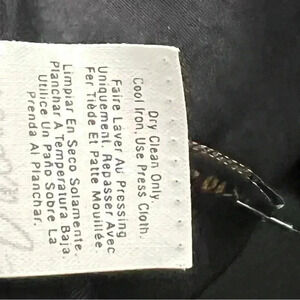 Dry Clean Only.
Cool Iron. Use Press Cloth.
Faire Laver Au Pressing
Uniquement. Repasser Avec
Fer Tiède Et Patte Mouillée.
Limpiar En Seco Solamente.
Planchar A Temperatura Baja.
Utilice Un Paño Sobre La
Prenda Al Planchar.